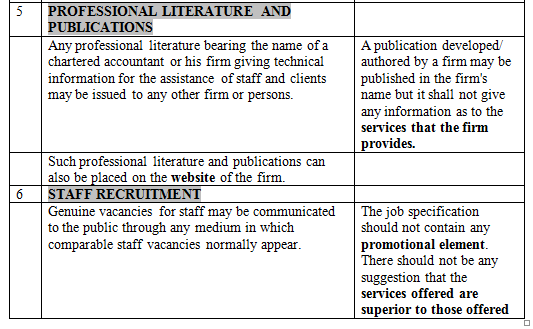 5
PROFESSIONAL LITERATURE AND
PUBLICATIONS
Any professional literature bearing the name of a
chartered accountant or his firm giving technical
information for the assistance of staff and clients
may be issued to any other firm or persons.
A publication developed/
authored by a firm may be
published in the firm's
name but it shall not give
any information as to the
services that the firm
provides.
Such professional literature and publications can
also be placed on the website of the firm.
6
STAFF RECRUITMENT
Genuine vacancies for staff may be communicated
to the public through any medium in which
comparable staff vacancies normally appear.
The job specification
should not contain any
promotional element.
There should not be any
suggestion that the
services offered are
superior to those offered